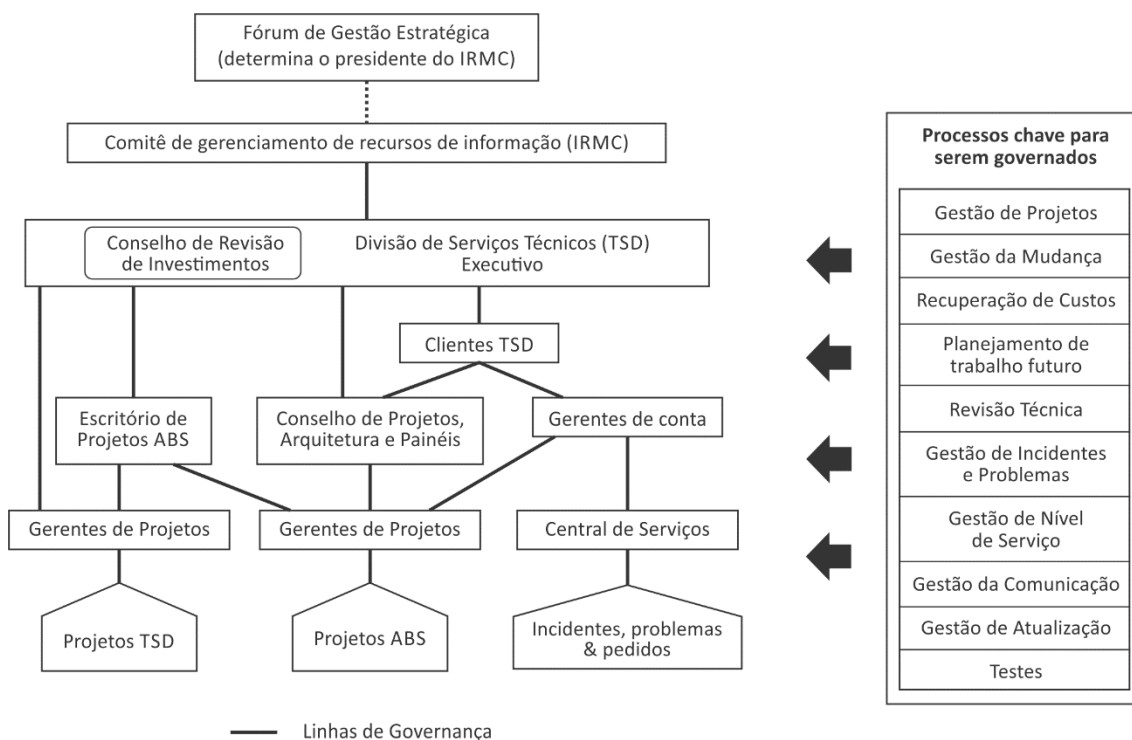 Fórum de Gestão Estratégica
(determina o presidente do IRMC)
Comitê de gerenciamento de recursos de informação (IRMC)
Conselho de Revisão
de Investimentos
Divisão de Serviços Técnicos (TSD)
Executivo
Clientes TSD
Escritório de
Projetos ABS
Conselho de Projetos,
Arquitetura e Painéis
Gerentes de conta
Gerentes de Projetos
Gerentes de Projetos
Central de Serviços
Projetos TSD
Projetos ABS
Incidentes, problemas
& pedidos
Linhas de Governança
Processos chave para
serem governados
Gestão de Projetos
Gestão da Mudança
Recuperação de Custos
Planejamento de
trabalho futuro
Revisão Técnica
Gestão de Incidentes
e Problemas
Gestão de Nível
de Serviço
Gestão da Comunicação
Gestão de Atualização
Testes